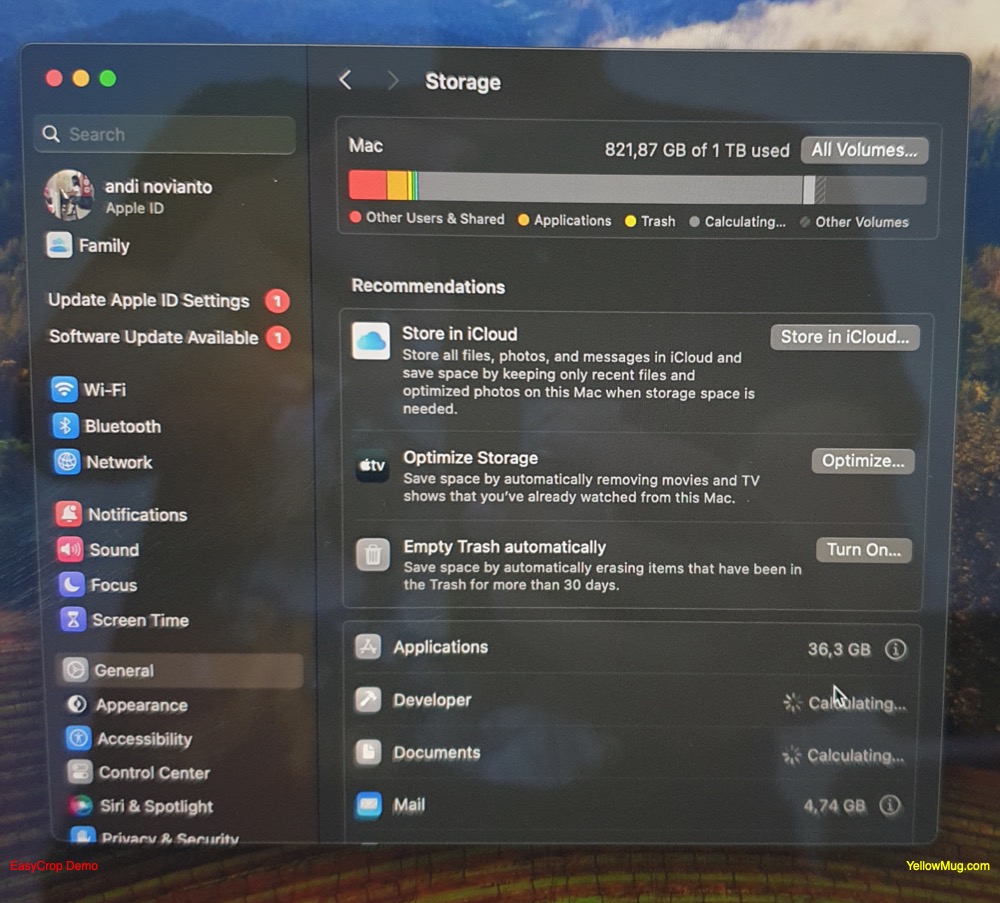 Storage
Search
andi novianto
Apple ID
Family
Update Apple ID Settings 1
Software Update Available 1
Wi-Fi
Bluetooth
Network
Notifications
Sound
Focus
Screen Time
General
Appearance
Accessibility
Control Center
Siri & Spotlight
Privacy & Security
Mac 821,87 GB of 1 TB used All Volumes...
Other Users & Shared Applications Trash Calculating... Other Volumes
Recommendations
Store in iCloud Store in iCloud...
Store all files, photos, and messages in iCloud and
save space by keeping only recent files and
optimized photos on this Mac when storage space is
needed.
tv
Optimize Storage Optimize...
Save space by automatically removing movies and TV
shows that you've already watched from this Mac.
Empty Trash automatically Turn On...
Save space by automatically erasing items that have been in
the Trash for more than 30 days.
Applications 36,3 GB
Developer Calculating...
Documents Calculating...
Mail 4,74 GB
EasyCrop Demo
YellowMug.com